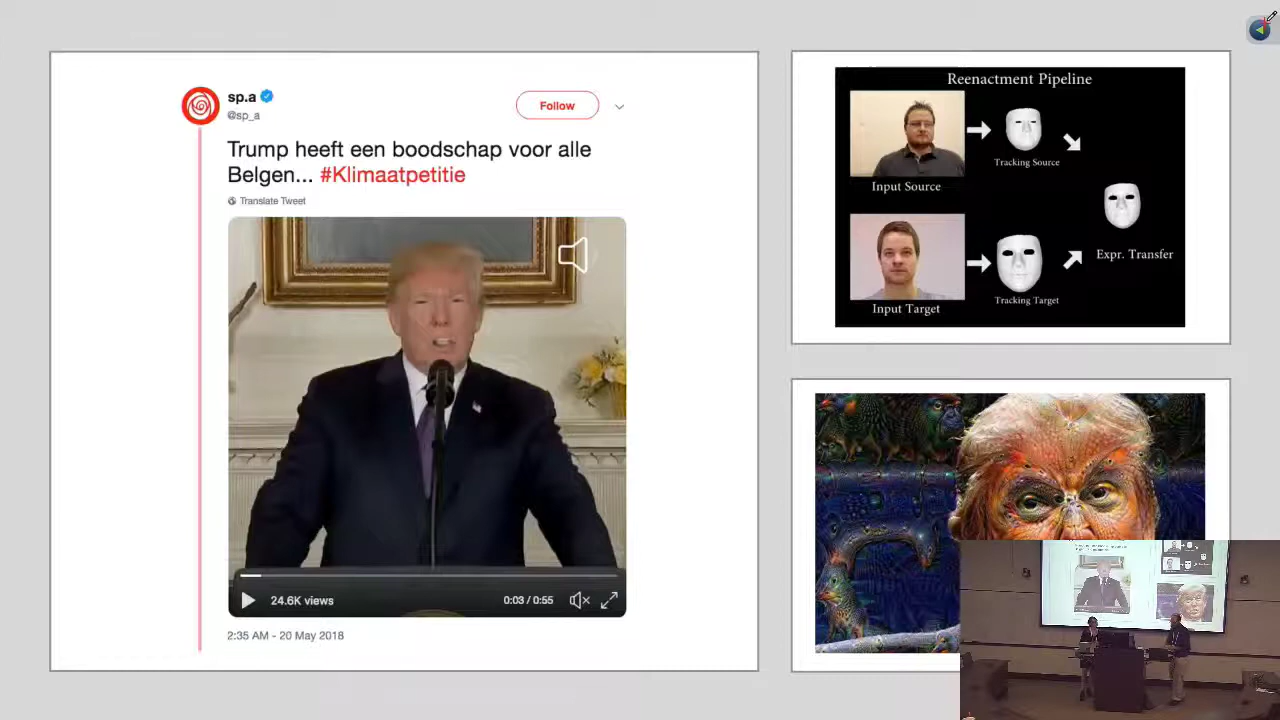 sp.a
@sp_a
Follow
Trump heeft een boodschap voor alle
Belgen... #Klimaatpetitie
Translate Tweet
24.6K views
0:03 / 0:55
2:35 AM - 20 May 2018
Reenactment Pipeline
Input Source
Tracking Source
Input Target
Tracking Target
Expr. Transfer